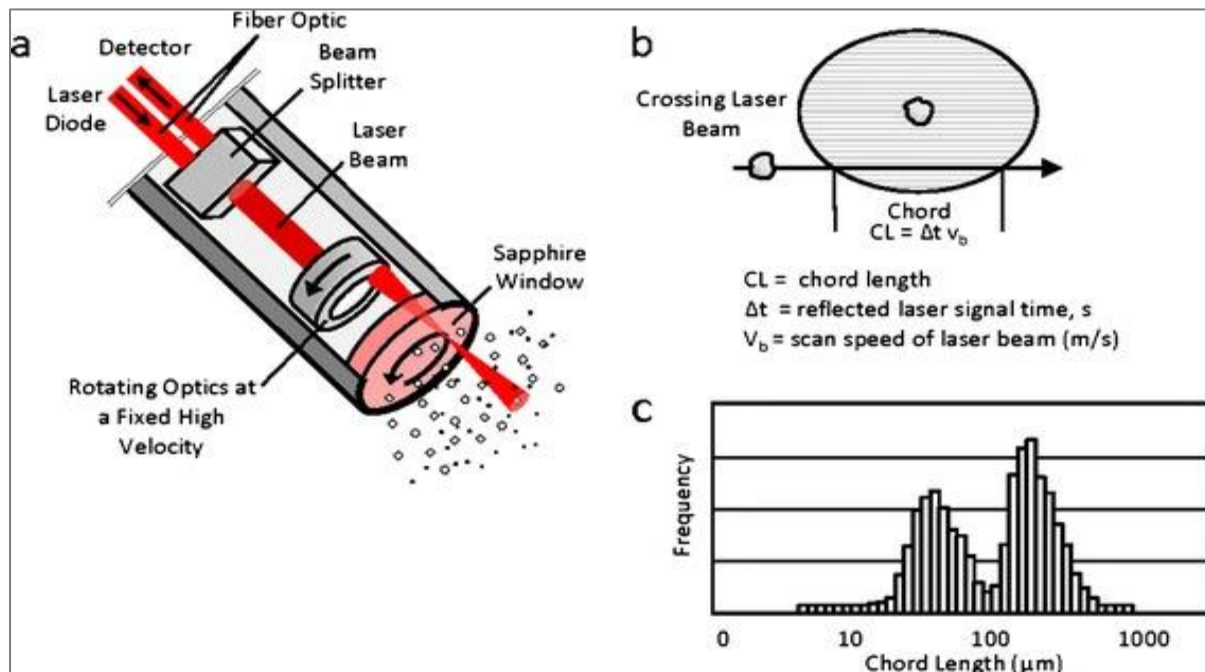 a
Fiber Optic
Detector
Beam
Splitter
Laser
Diode
Laser
Beam
Sapphire
Window
Rotating Optics at
a Fixed High
Velocity
b
Crossing Laser
Beam
Chord
CL = Δt v_b
CL = chord length
Δt = reflected laser signal time, s
V_b = scan speed of laser beam (m/s)
c
Frequency
0 10 100 1000
Chord Length (μm)